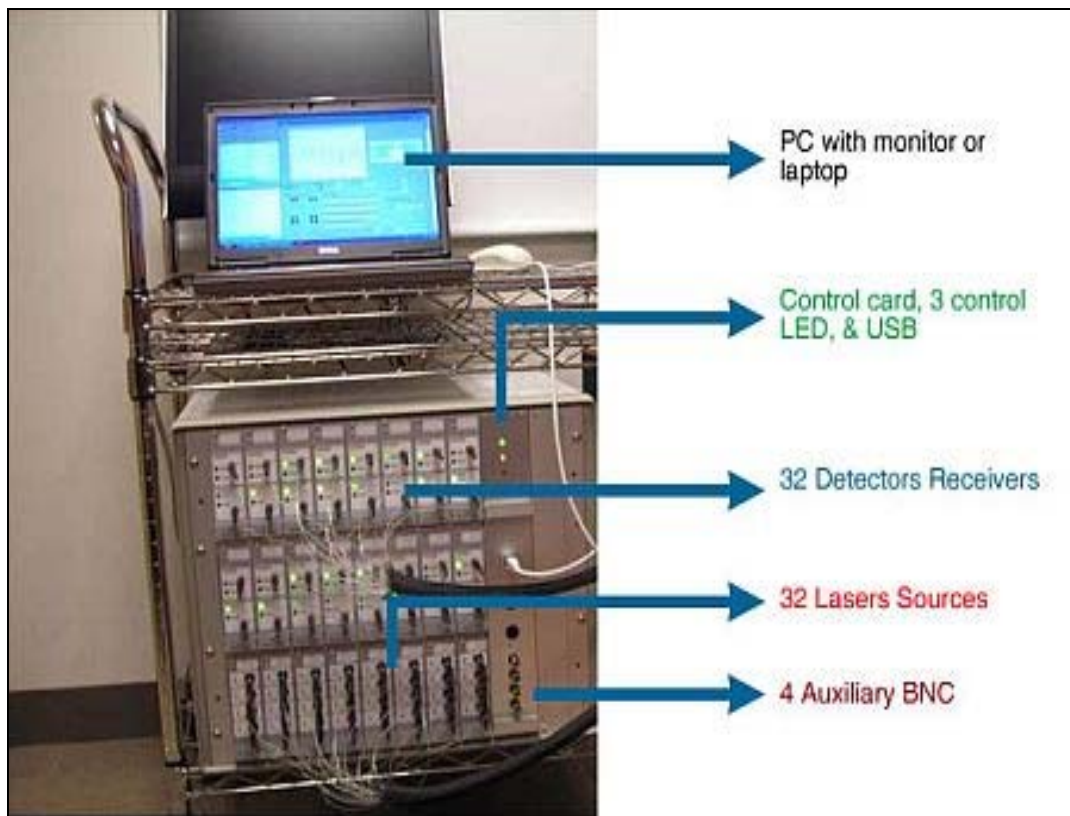 PC with monitor or
laptop
Control card, 3 control
LED, & USB
32 Detectors Receivers
32 Lasers Sources
4 Auxiliary BNC